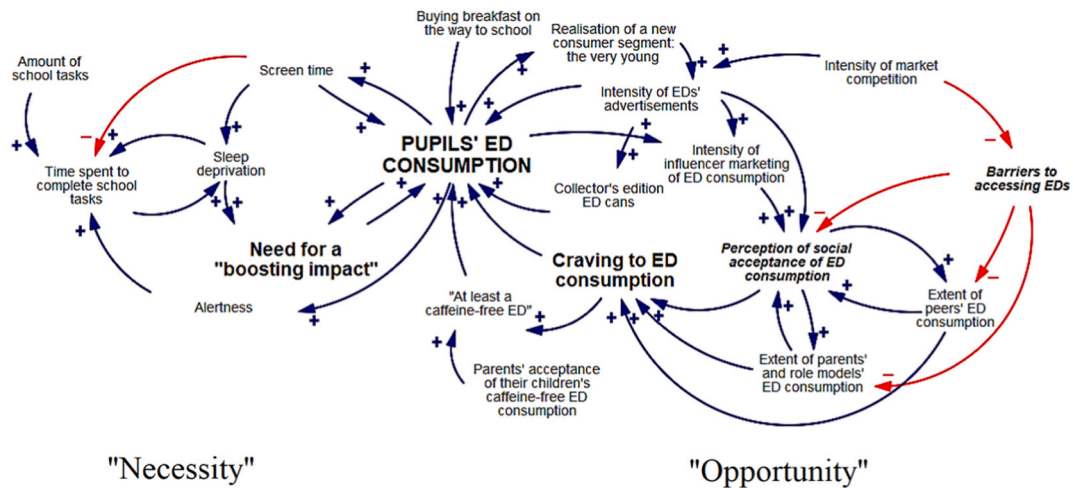 Buying breakfast on
the way to school
Realisation of a new
consumer segment:
the very young
Amount of
school tasks
Screen time
Intensity of market
competition
Intensity of EDs'
advertisements
PUPILS' ED
CONSUMPTION
Intensity of
influencer marketing
of ED consumption
Sleep
deprivation
Time spent to
complete school
tasks
Barriers to
accessing EDs
Collector's edition
ED cans
Need for a
"boosting impact"
Craving to ED
consumption
Perception of social
acceptance of ED
consumption
Alertness
"At least a
caffeine-free ED"
Extent of
peers' ED
consumption
Extent of parents'
and role models'
ED consumption
Parents' acceptance
of their children's
caffeine-free ED
consumption
"Necessity"
"Opportunity"